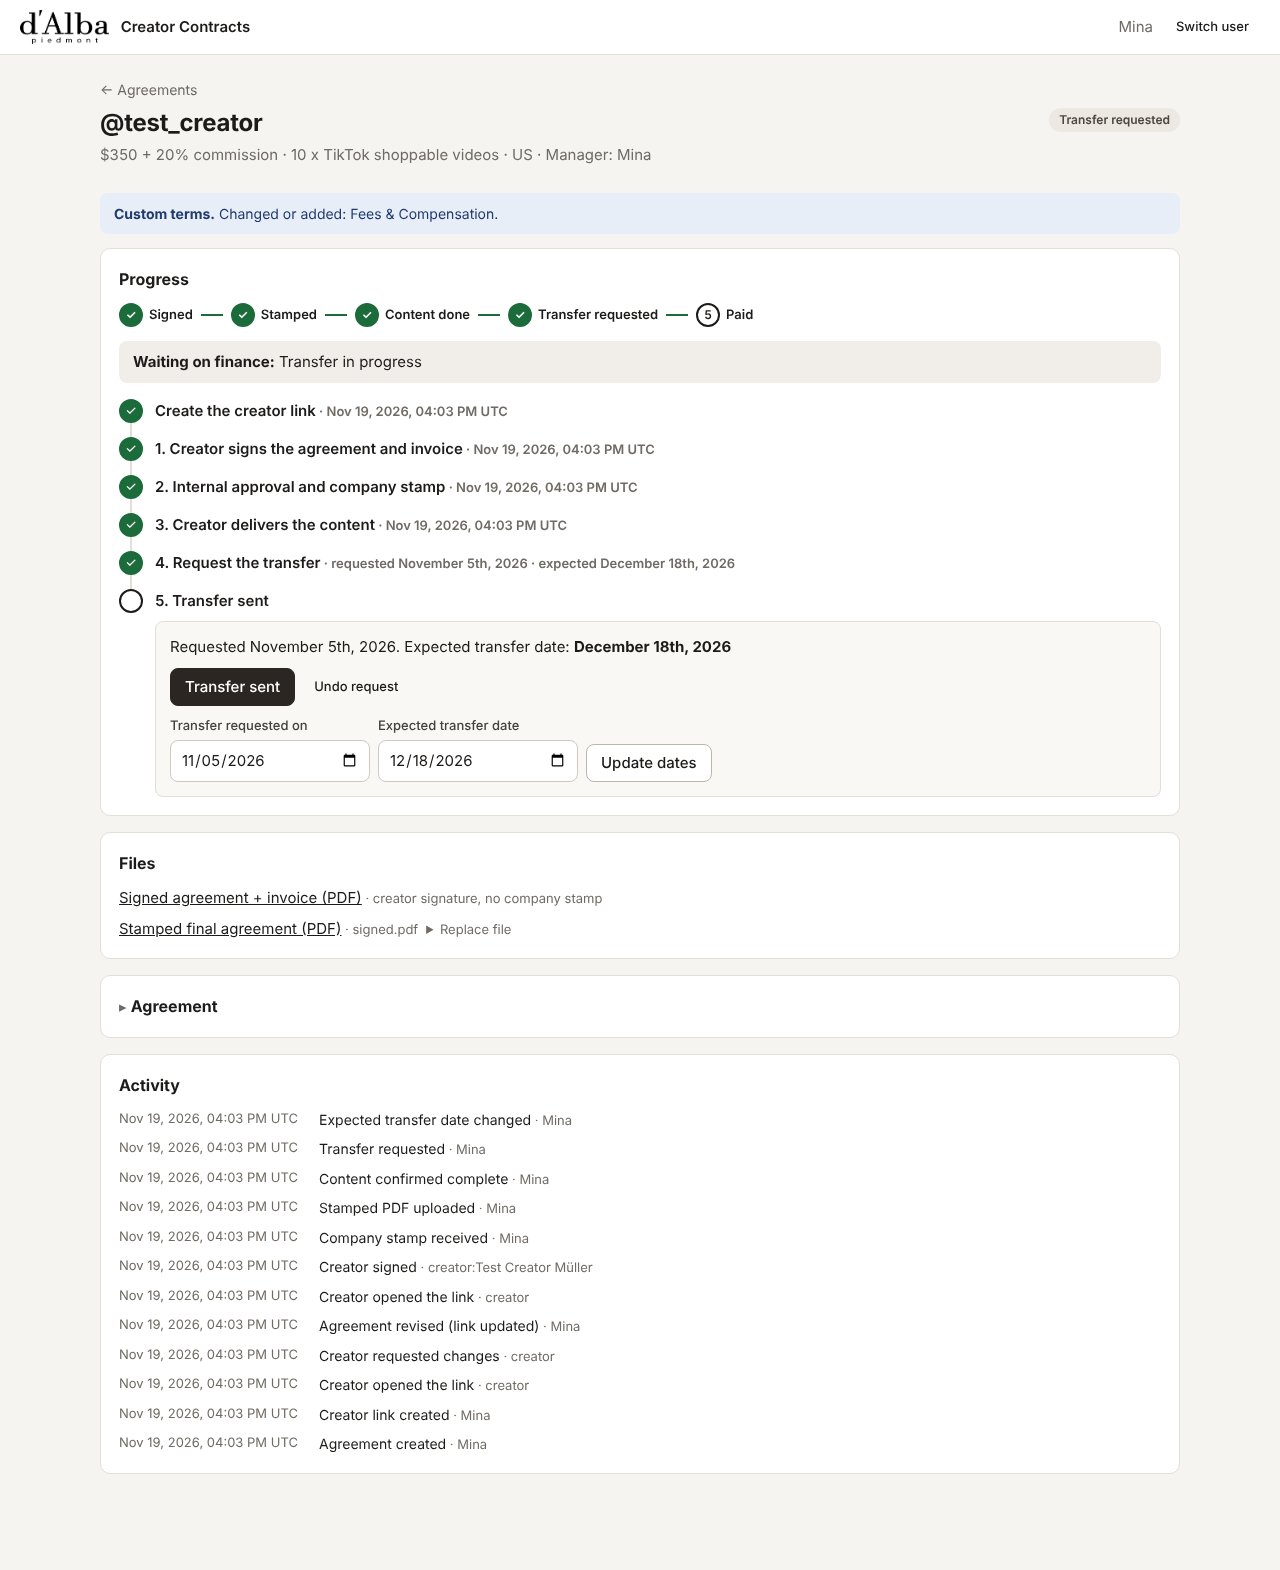 d'Alba
piedmont
Creator Contracts
Mina
Switch user
← Agreements
@test_creator
Transfer requested
$350 + 20% commission · 10 x TikTok shoppable videos · US · Manager: Mina
Custom terms. Changed or added: Fees & Compensation.
Progress
Signed
Stamped
Content done
Transfer requested
5 Paid
Waiting on finance: Transfer in progress
Create the creator link · Nov 19, 2026, 04:03 PM UTC
1. Creator signs the agreement and invoice · Nov 19, 2026, 04:03 PM UTC
2. Internal approval and company stamp · Nov 19, 2026, 04:03 PM UTC
3. Creator delivers the content · Nov 19, 2026, 04:03 PM UTC
4. Request the transfer · requested November 5th, 2026 · expected December 18th, 2026
5. Transfer sent
Requested November 5th, 2026. Expected transfer date: December 18th, 2026
Transfer sent
Undo request
Transfer requested on
Expected transfer date
11/05/2026
12/18/2026
Update dates
Files
Signed agreement + invoice (PDF) · creator signature, no company stamp
Stamped final agreement (PDF) · signed.pdf ▶ Replace file
▸ Agreement
Activity
Nov 19, 2026, 04:03 PM UTC Expected transfer date changed · Mina
Nov 19, 2026, 04:03 PM UTC Transfer requested · Mina
Nov 19, 2026, 04:03 PM UTC Content confirmed complete · Mina
Nov 19, 2026, 04:03 PM UTC Stamped PDF uploaded · Mina
Nov 19, 2026, 04:03 PM UTC Company stamp received · Mina
Nov 19, 2026, 04:03 PM UTC Creator signed · creator:Test Creator Müller
Nov 19, 2026, 04:03 PM UTC Creator opened the link · creator
Nov 19, 2026, 04:03 PM UTC Agreement revised (link updated) · Mina
Nov 19, 2026, 04:03 PM UTC Creator requested changes · creator
Nov 19, 2026, 04:03 PM UTC Creator opened the link · creator
Nov 19, 2026, 04:03 PM UTC Creator link created · Mina
Nov 19, 2026, 04:03 PM UTC Agreement created · Mina